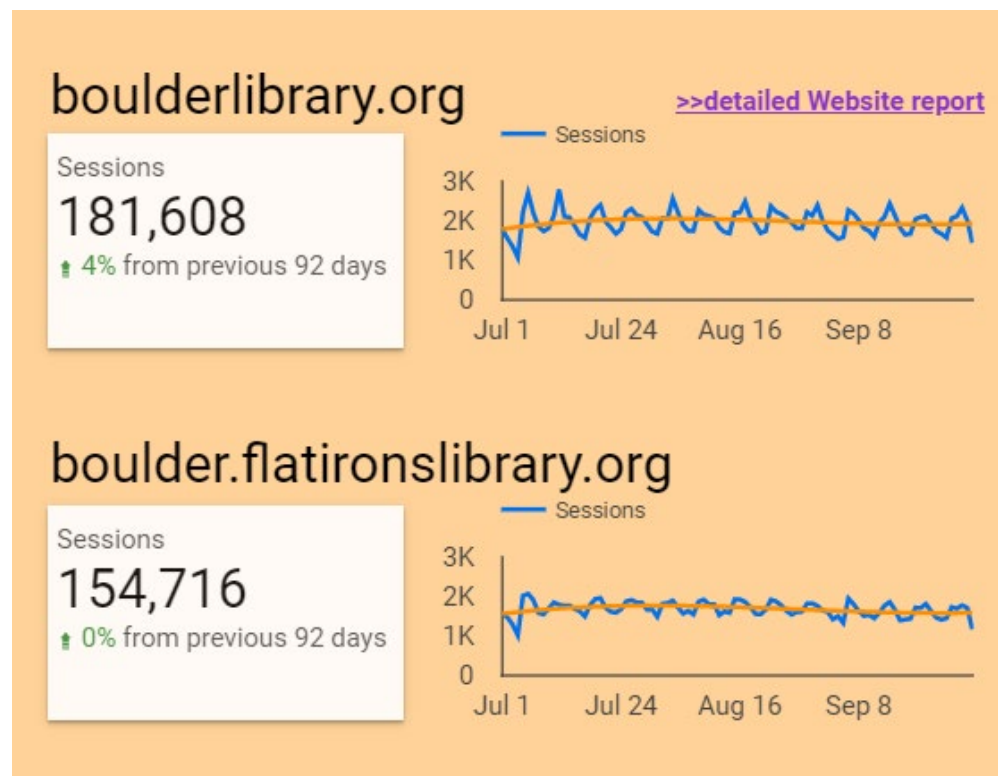 boulderlibrary.org
>>detailed Website report
Sessions
181,608
4% from previous 92 days
Sessions
3K
2K
1K
0
Jul 1 Jul 24 Aug 16 Sep 8
boulder.flatironslibrary.org
Sessions
154,716
0% from previous 92 days
Sessions
3K
2K
1K
0
Jul 1 Jul 24 Aug 16 Sep 8